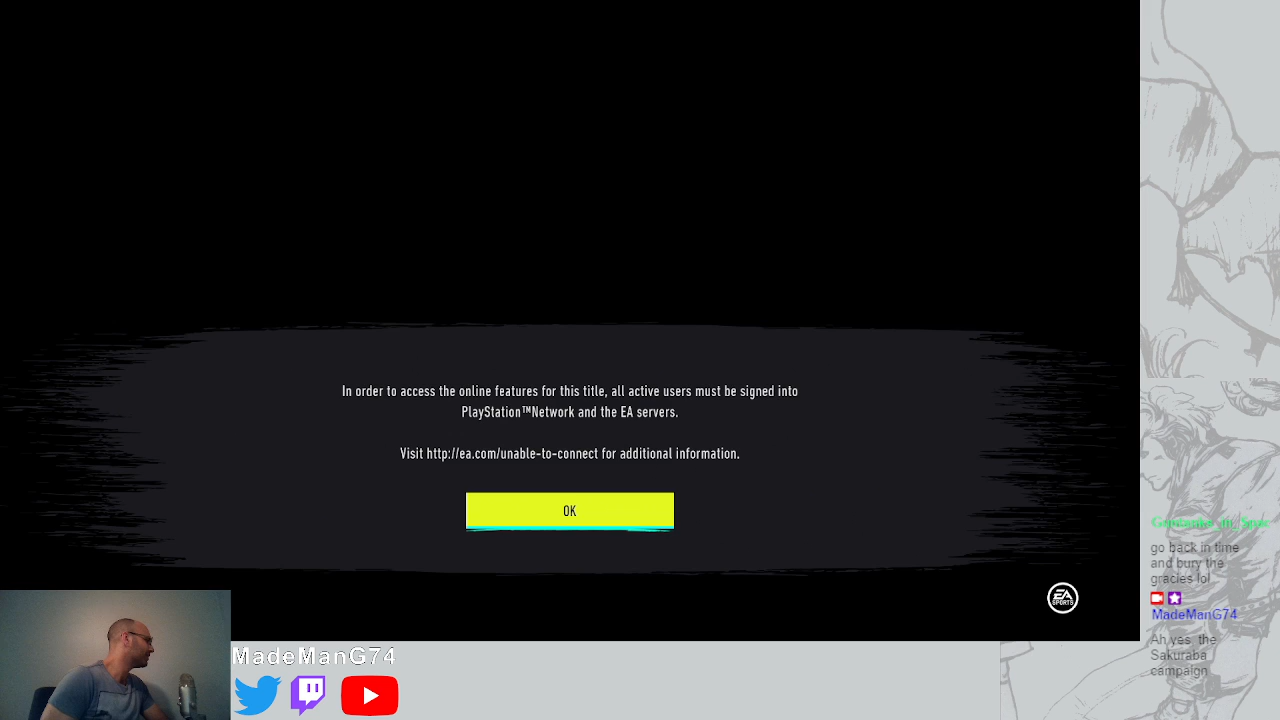 In order to access the online features for this title, all active users must be signed into
PlayStation™Network and the EA servers.
Visit http://ea.com/unable-to-connect for additional information.
OK
EA
SPORTS
go back in time
and bury the
gracies lol
MadeManG74
Ah yes, the
Sakuraba
campaign
MadeManG74